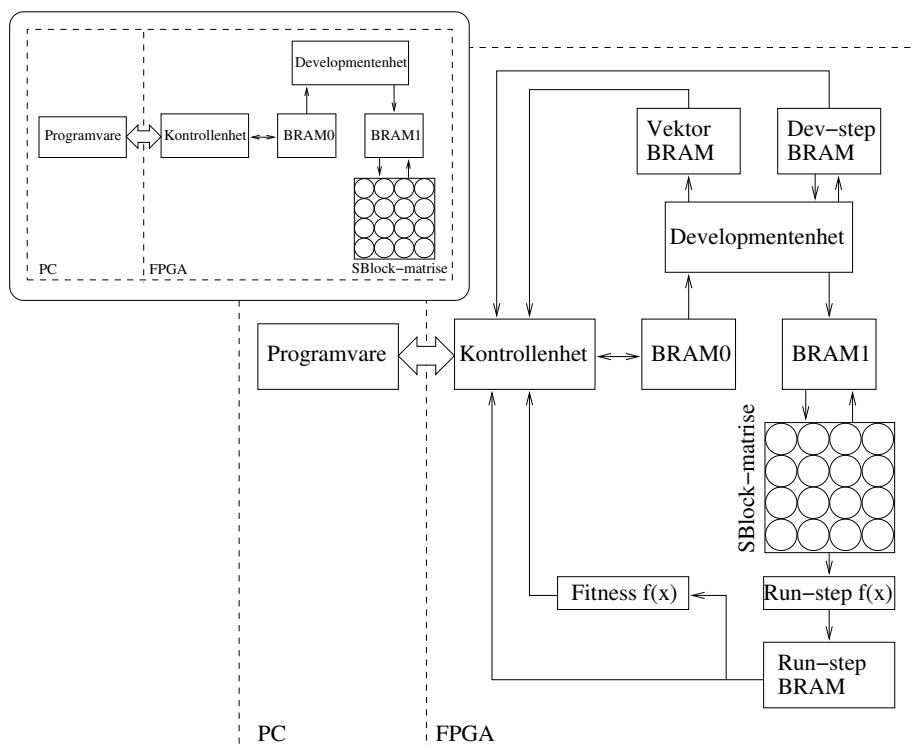 Developmentenhet
Programvare
Kontrollenhet
BRAM0
BRAM1
PC
FPGA
SBlock−matrise
Vektor
BRAM
Dev−step
BRAM
Developmentenhet
Programvare
Kontrollenhet
BRAM0
BRAM1
SBlock−matrise
Fitness f(x)
Run−step f(x)
Run−step
BRAM
PC
FPGA